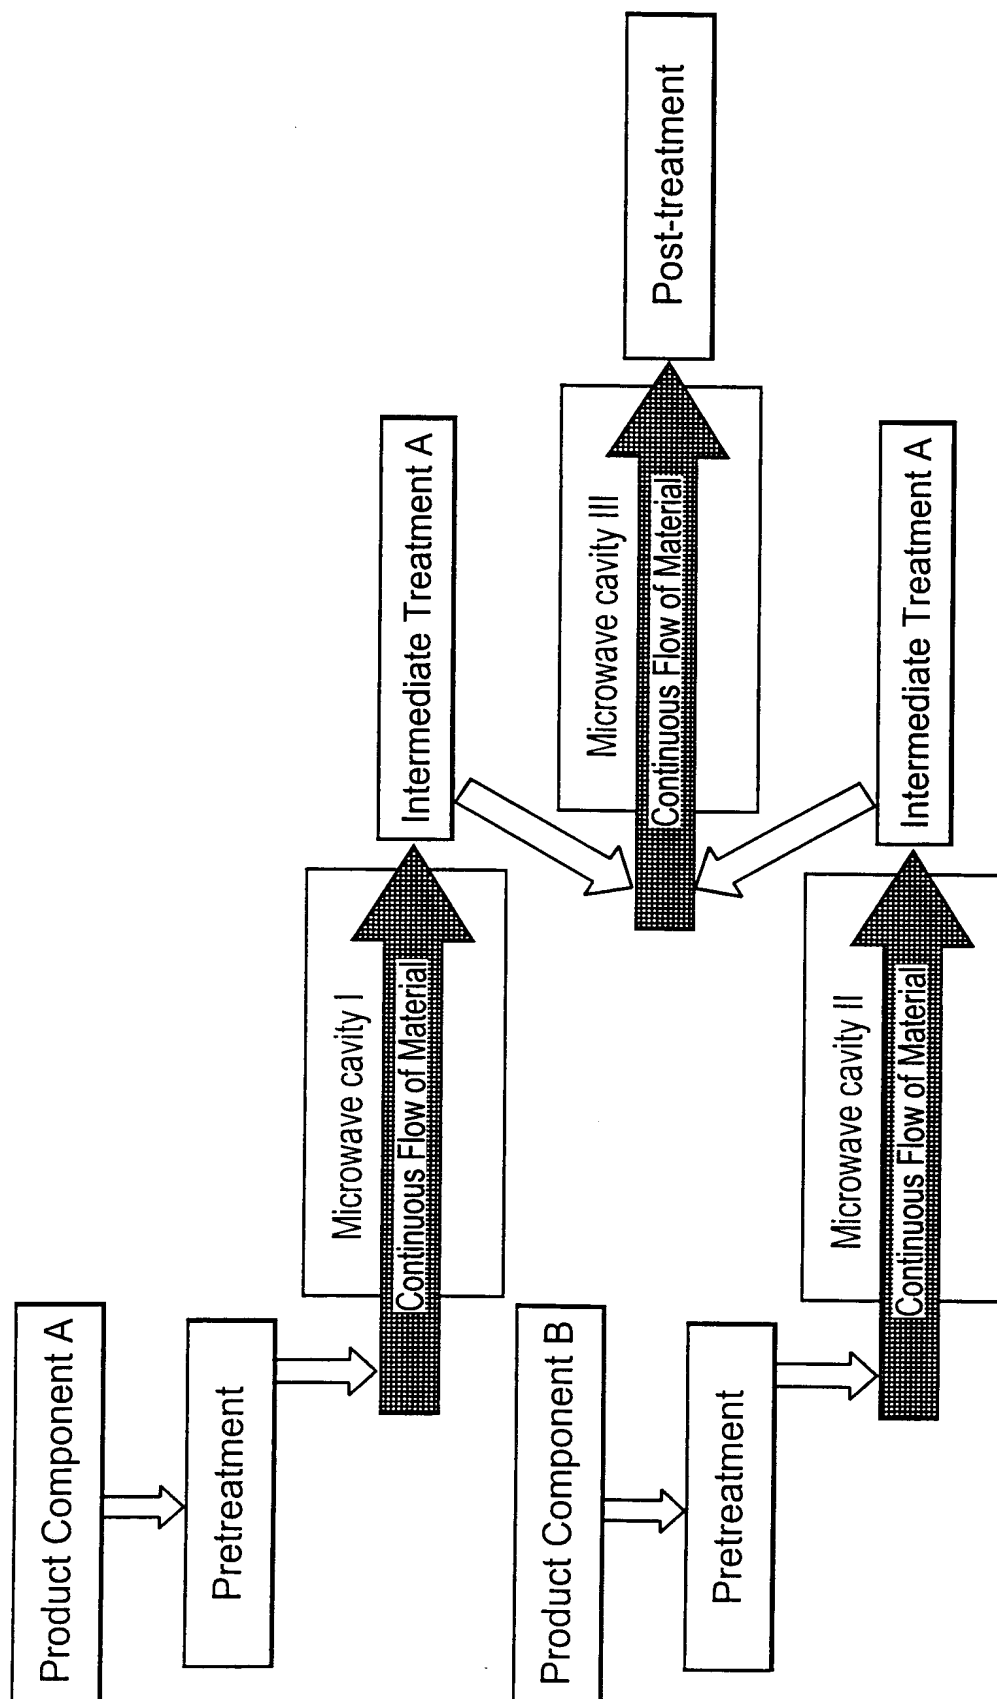 Product Component A
Pretreatment
Microwave cavity I
Continuous Flow of Material
Intermediate Treatment A
Product Component B
Pretreatment
Microwave cavity II
Continuous Flow of Material
Intermediate Treatment A
Microwave cavity III
Continuous Flow of Material
Post-treatment